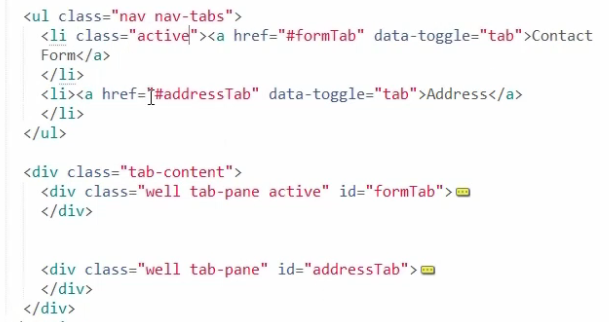 <ul class="nav nav-tabs">
<li class="active"><a href="#formTab" data-toggle="tab">Contact
Form</a>
</li>
<li><a href="#addressTab" data-toggle="tab">Address</a>
</li>
</ul>
<div class="tab-content">
<div class="well tab-pane active" id="formTab">
</div>
<div class="well tab-pane" id="addressTab">
</div>
</div>